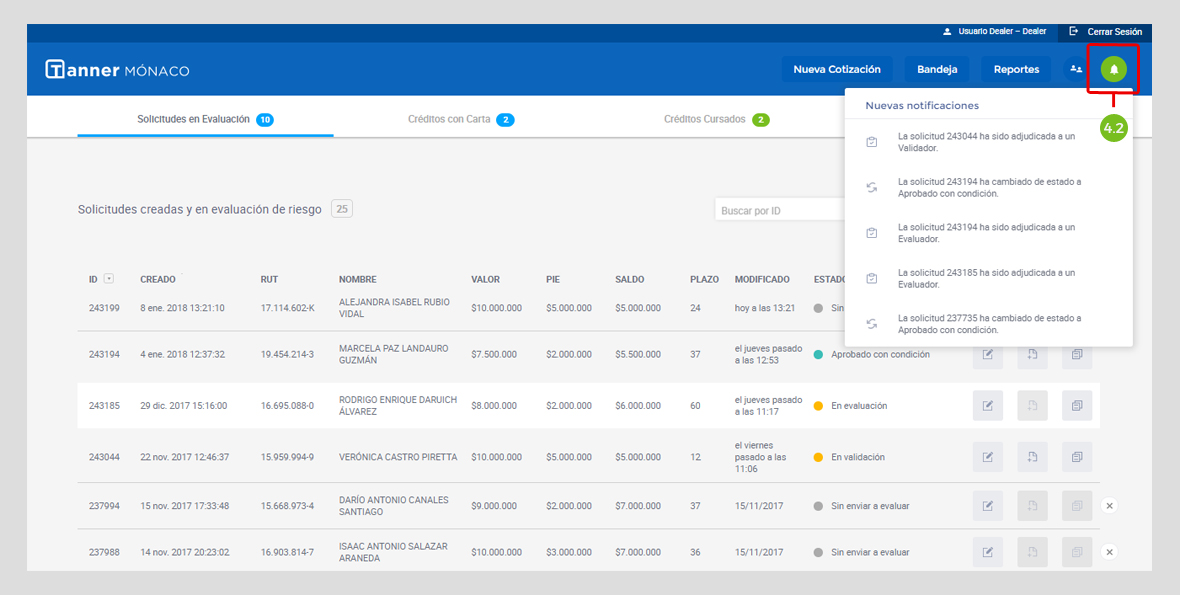 Usuario Dealer – Dealer
Cerrar Sesión
Tanner MÓNACO
Nueva Cotización
Bandeja
Reportes
Solicitudes en Evaluación 10
Créditos con Carta 2
Créditos Cursados 2
4.2
Nuevas notificaciones
La solicitud 243044 ha sido adjudicada a un
Validador.
La solicitud 243194 ha cambiado de estado a
Aprobado con condición.
La solicitud 243194 ha sido adjudicada a un
Evaluador.
La solicitud 243185 ha sido adjudicada a un
Evaluador.
La solicitud 237735 ha cambiado de estado a
Aprobado con condición.
Solicitudes creadas y en evaluación de riesgo 25
Buscar por ID
ID CREADO RUT NOMBRE VALOR PIE SALDO PLAZO MODIFICADO ESTADO
243199 8 ene. 2018 13:21:10 17.114.602-K ALEJANDRA ISABEL RUBIO
VIDAL $10.000.000 $5.000.000 $5.000.000 24 hoy a las 13:21 Sin
243194 4 ene. 2018 12:37:32 19.454.214-3 MARCELA PAZ LANDAURO
GUZMÁN $7.500.000 $2.000.000 $5.500.000 37 el jueves pasado
a las 12:53 Aprobado con condición
243185 29 dic. 2017 15:16:00 16.695.088-0 RODRIGO ENRIQUE DARUICH
ÁLVAREZ $8.000.000 $2.000.000 $6.000.000 60 el jueves pasado
a las 11:17 En evaluación
243044 22 nov. 2017 12:46:37 15.959.994-9 VERÓNICA CASTRO PIRETTA $10.000.000 $5.000.000 $5.000.000 12 el viernes
pasado a las
11:06 En validación
237994 15 nov. 2017 17:33:48 15.668.973-4 DARÍO ANTONIO CANALES
SANTIAGO $9.000.000 $2.000.000 $7.000.000 37 15/11/2017 Sin enviar a evaluar
237988 14 nov. 2017 20:23:02 16.903.814-7 ISAAC ANTONIO SALAZAR
ARANEDA $10.000.000 $3.000.000 $7.000.000 36 15/11/2017 Sin enviar a evaluar